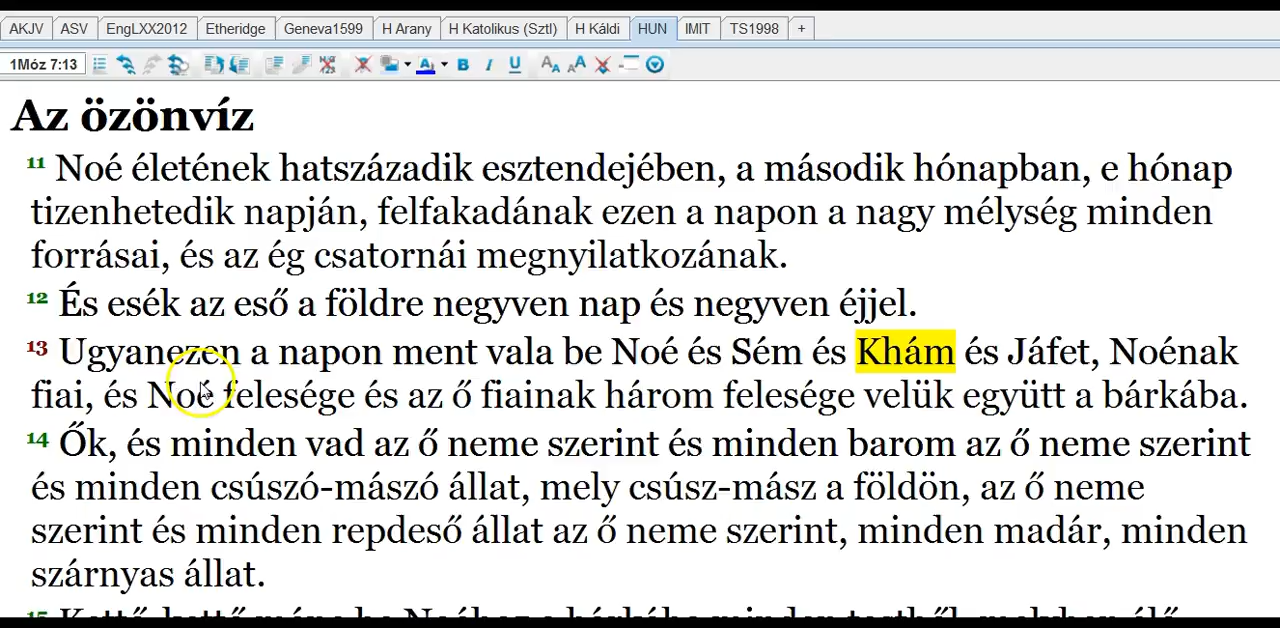 AKJV ASV EngLXX2012 Etheridge Geneva1599 H Arany H Katolikus (Sztl) H Káldi HUN IMIT TS1998 +
1Móz 7:13
Az özönvíz
11 Noé életének hatszázadik esztendejében, a második hónapban, e hónap
tizenhetedik napján, felfakadának ezen a napon a nagy mélység minden
forrásai, és az ég csatornái megnyilatkozának.
12 És esék az eső a földre negyven nap és negyven éjjel.
13 Ugyanezen a napon ment vala be Noé és Sém és Khám és Jáfet, Noénak
fiai, és Noé felesége és az ő fiainak három felesége velük együtt a bárkába.
14 Ők, és minden vad az ő neme szerint és minden barom az ő neme szerint
és minden csúszó-mászó állat, mely csúsz-mász a földön, az ő neme
szerint és minden repdeső állat az ő neme szerint, minden madár, minden
szárnyas állat.